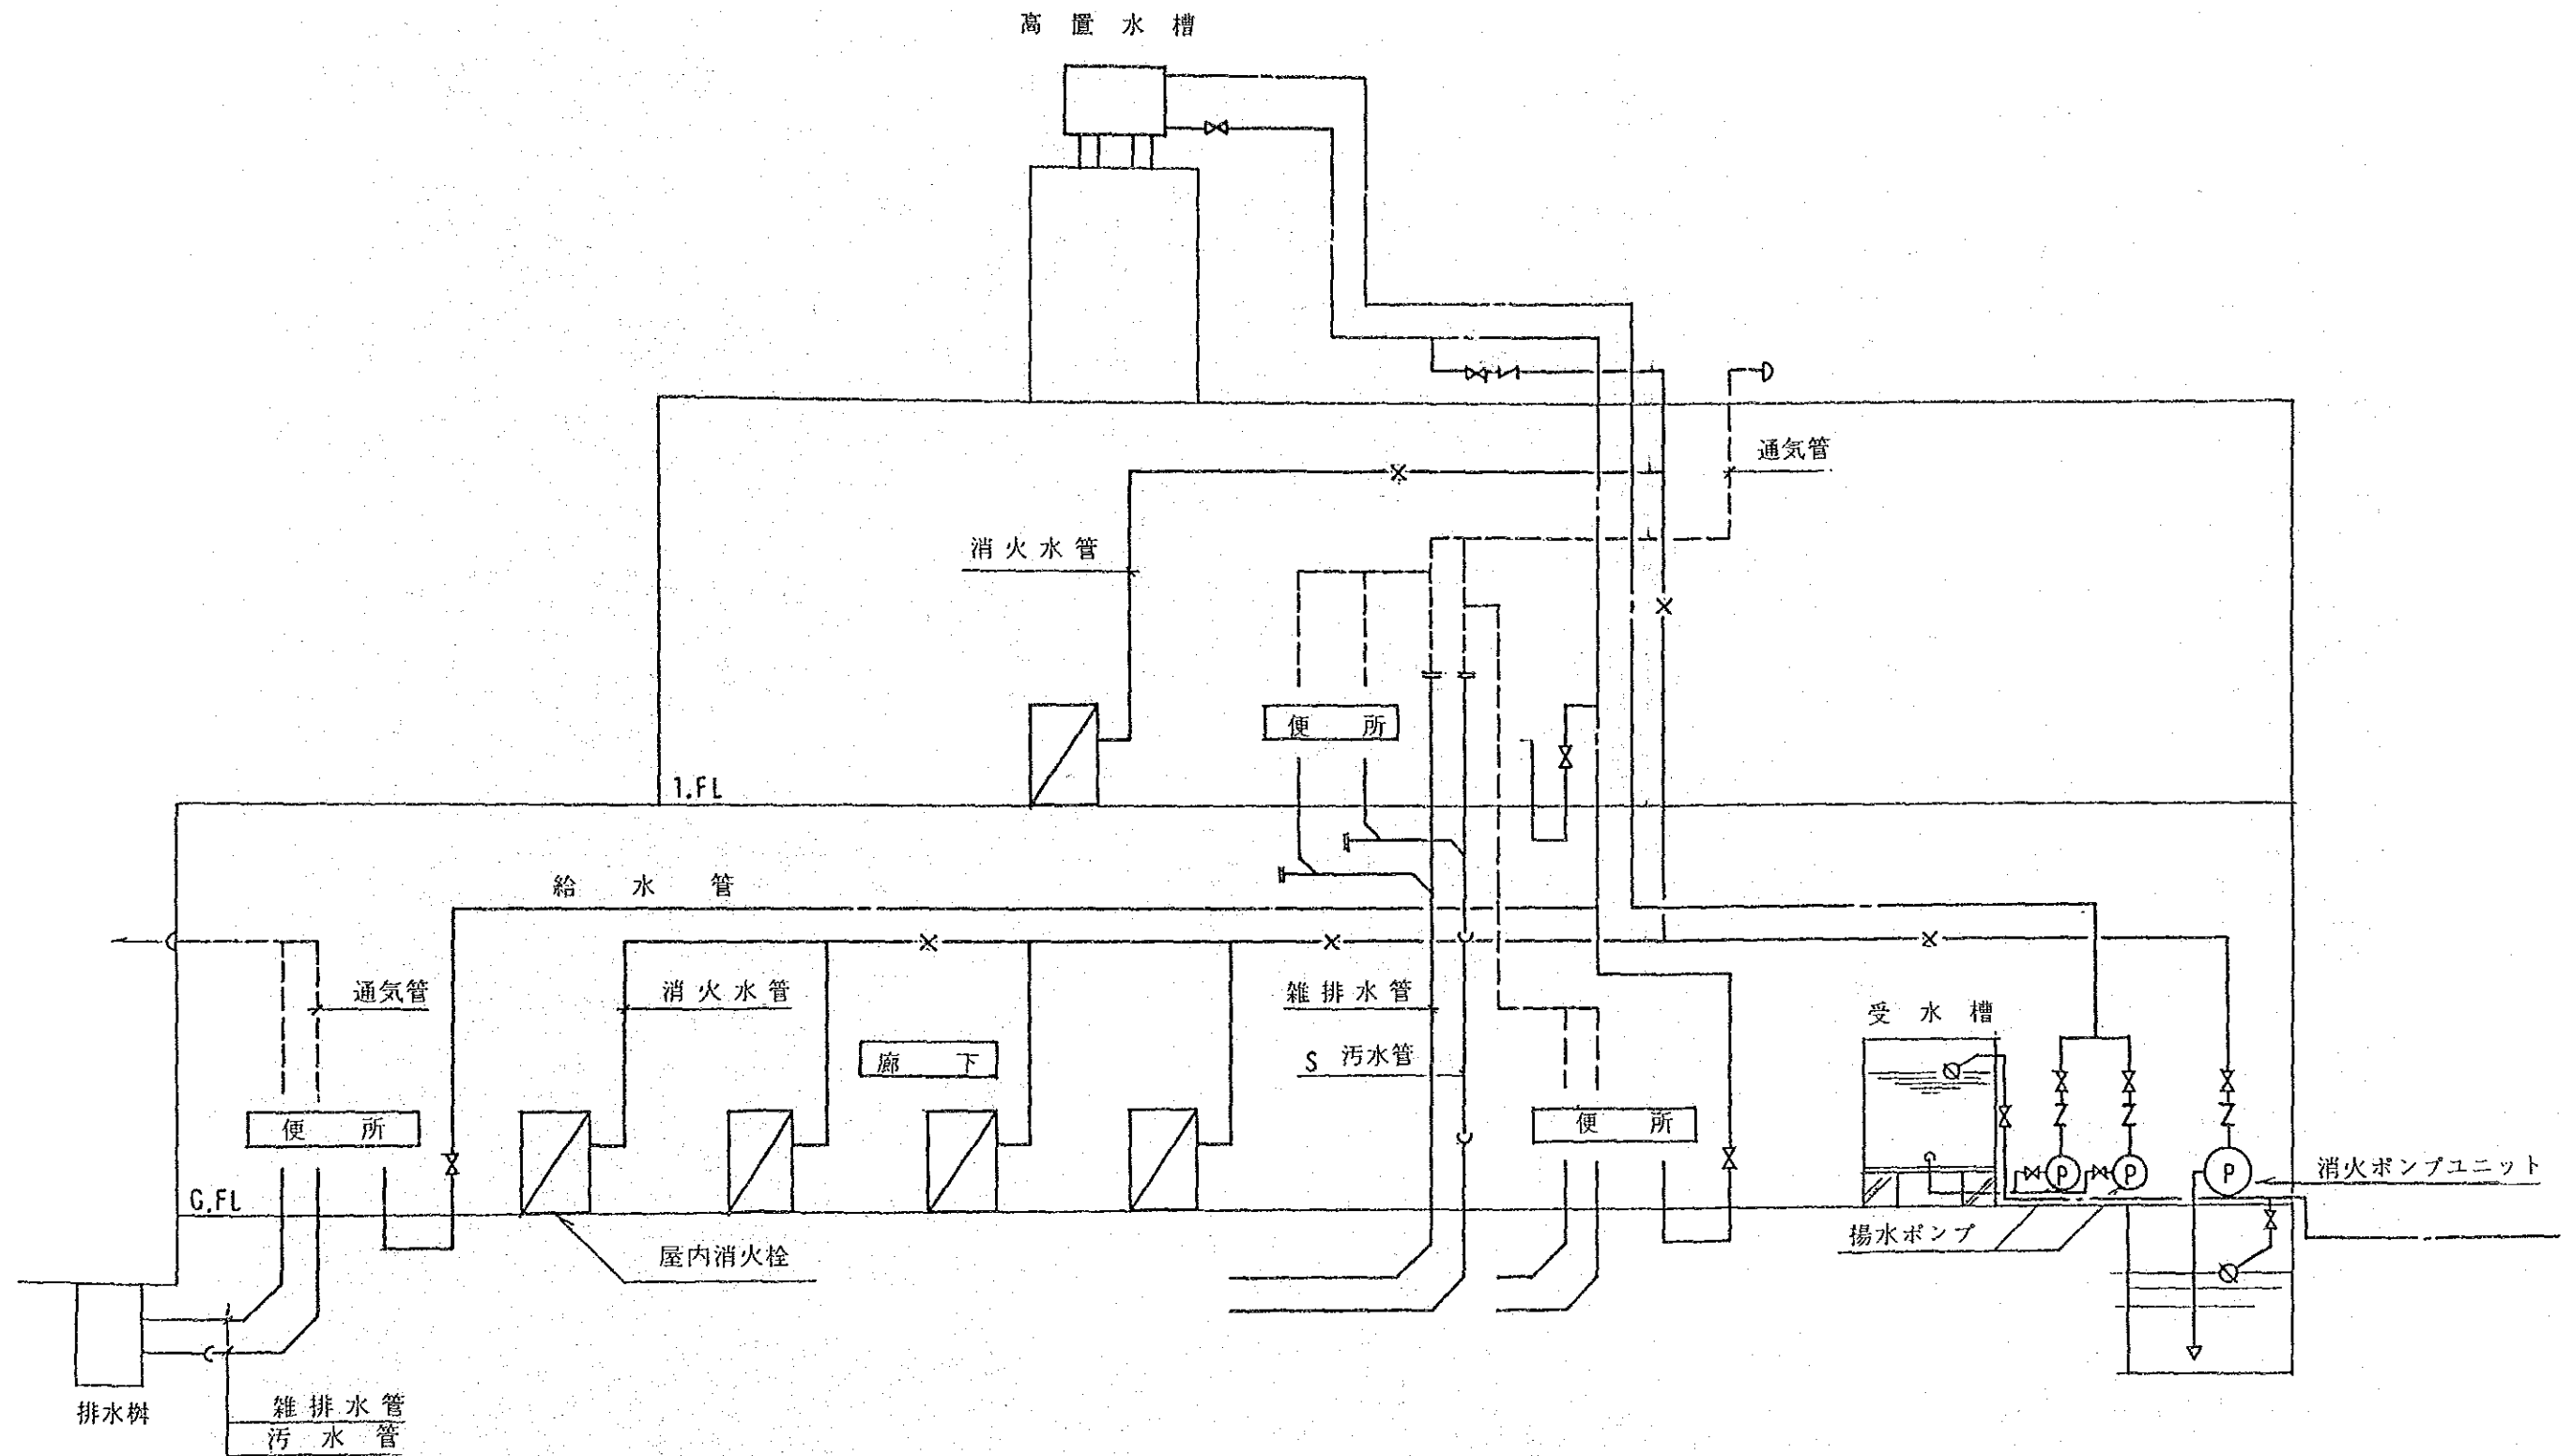 高置水槽
通気管
消火水管
便所
1.FL
給水管
通気管
消火水管
雑排水管
受水槽
廊下
S 汚水管
便所
便所
消火ポンプユニット
G.FL
揚水ポンプ
屋内消火栓
排水桝
雑排水管
汚水管
P
P
P